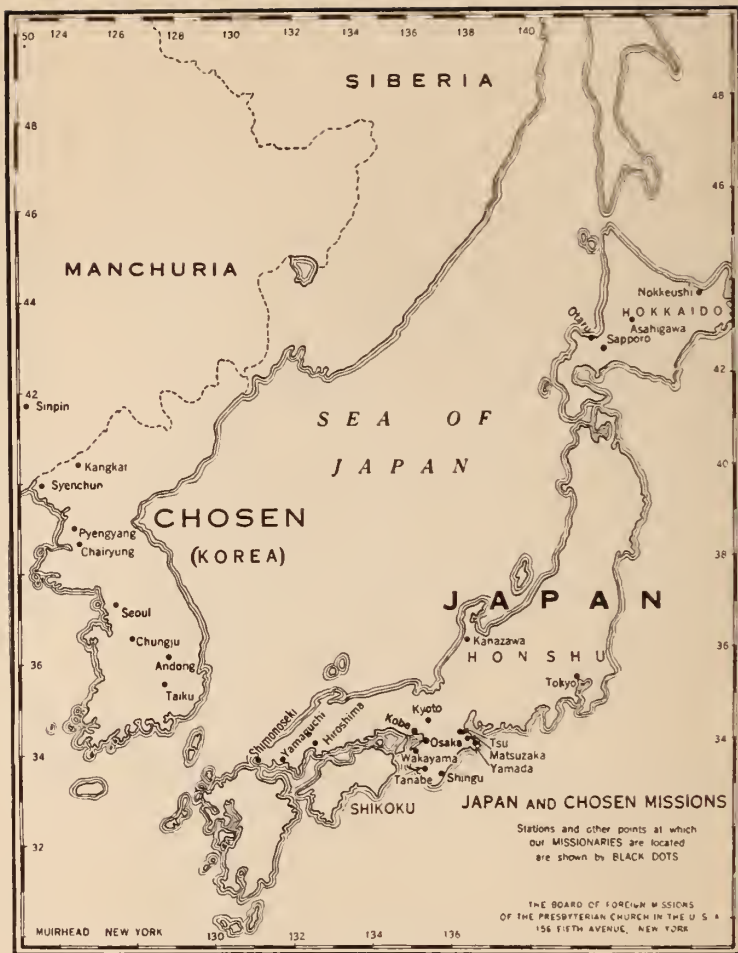 50 124 126 128 130 132 134 136 138 140
SIBERIA
48
48
46
46
MANCHURIA
44
Nokkeushi
HOKKAIDO
Otaru
Asahigawa
Sapporo
42
42
Sinpin
SEA OF
JAPAN
40
Kangkai
Syenchun
CHOSEN
(KOREA)
Pyengyang
Chairyung
38
JAPAN
Seoul
Chungju
Andong
Taiku
Kanazawa
HONSHU
36
36
Tokyo
Kyoto
Kobe
Shimonoseki
Yamaguchi
Hiroshima
Osaka
Tsu
Matsuzaka
Yamada
Wakayama
Tanabe
Shingu
34
34
SHIKOKU
JAPAN AND CHOSEN MISSIONS
Stations and other points at which
our MISSIONARIES are located
are shown by BLACK DOTS
32
THE BOARD OF FOREIGN MISSIONS
OF THE PRESBYTERIAN CHURCH IN THE U S A
156 FIFTH AVENUE, NEW YORK
MUIRHEAD NEW YORK
130 132 134 136